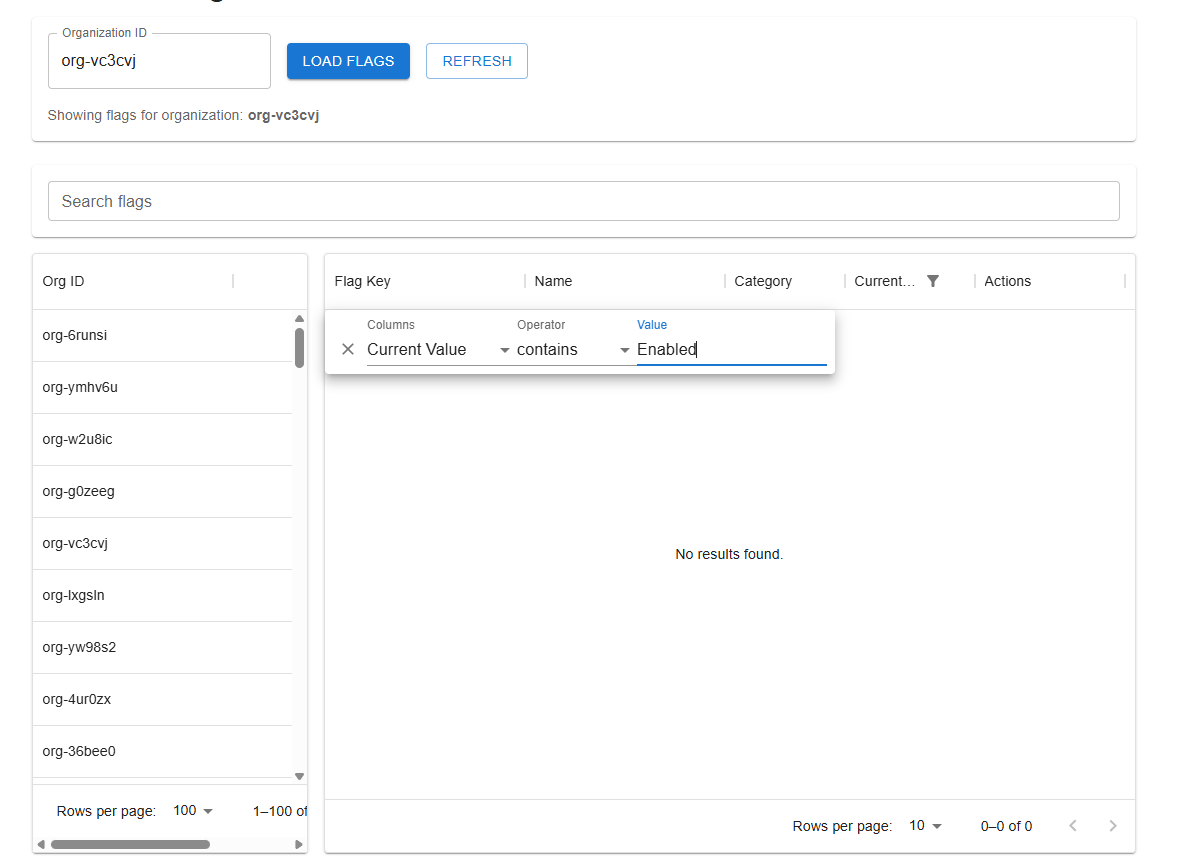 Organization ID
org-vc3cvj
LOAD FLAGS
REFRESH
Showing flags for organization: org-vc3cvj
Search flags
Org ID
org-6runsi
org-ymhv6u
org-w2u8ic
org-g0zeeg
org-vc3cvj
org-lxgsln
org-yw98s2
org-4ur0zx
org-36bee0
Rows per page: 100 1–100 of
Flag Key Name Category Current... Actions
Columns Operator Value
Current Value contains Enabled
No results found.
Rows per page: 10 0–0 of 0